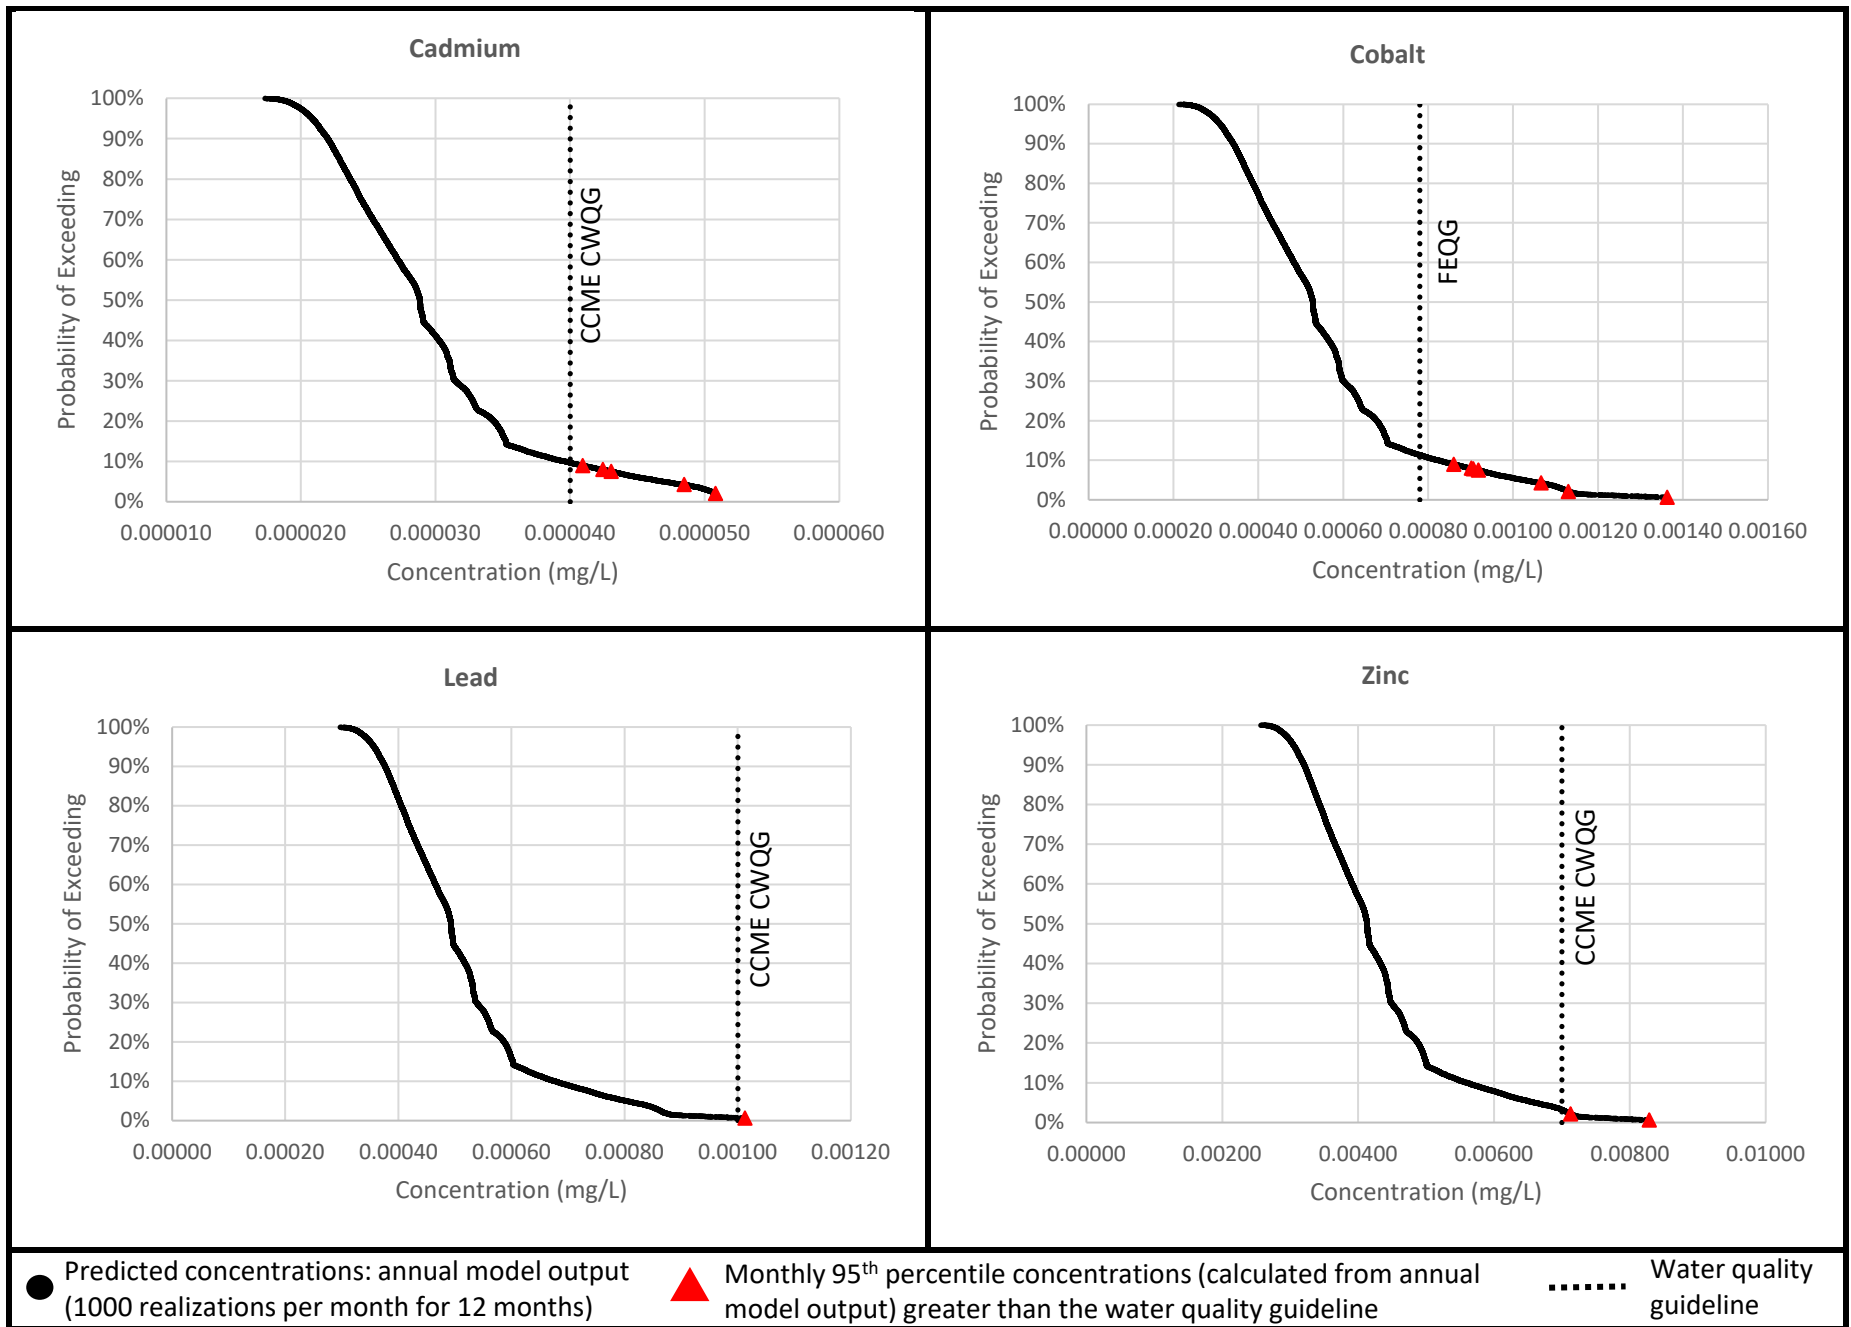 Cadmium
Probability of Exceeding
100%
90%
80%
70%
60%
50%
40%
30%
20%
10%
0%
CCME CWQG
0.000010 0.000020 0.000030 0.000040 0.000050 0.000060
Concentration (mg/L)
Cobalt
Probability of Exceeding
100%
90%
80%
70%
60%
50%
40%
30%
20%
10%
0%
FEQG
0.00000 0.00020 0.00040 0.00060 0.00080 0.00100 0.00120 0.00140 0.00160
Concentration (mg/L)
Lead
Probability of Exceeding
100%
90%
80%
70%
60%
50%
40%
30%
20%
10%
0%
CCME CWQG
0.00000 0.00020 0.00040 0.00060 0.00080 0.00100 0.00120
Concentration (mg/L)
Zinc
Probability of Exceeding
100%
90%
80%
70%
60%
50%
40%
30%
20%
10%
0%
CCME CWQG
0.00000 0.00200 0.00400 0.00600 0.00800 0.01000
Concentration (mg/L)
Predicted concentrations: annual model output
(1000 realizations per month for 12 months)
Monthly 95th percentile concentrations (calculated from annual
model output) greater than the water quality guideline
Water quality
guideline